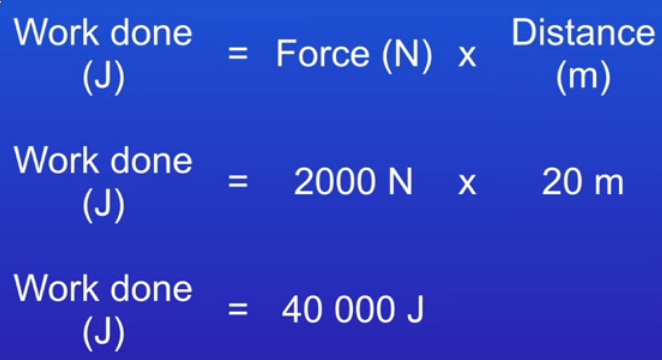 Work done (J) = Force (N) x Distance (m)
Work done (J) = 2000 N x 20 m
Work done (J) = 40 000 J